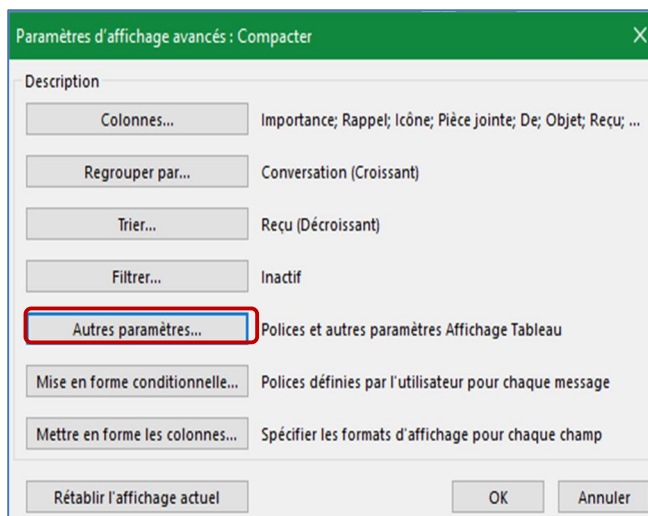 Paramètres d'affichage avancés : Compacter
Description
Colonnes... Importance; Rappel; Icône; Pièce jointe; De; Objet; Reçu; ...
Regrouper par... Conversation (Croissant)
Trier... Reçu (Décroissant)
Filtrer... Inactif
Autres paramètres... Polices et autres paramètres Affichage Tableau
Mise en forme conditionnelle... Polices définies par l'utilisateur pour chaque message
Mettre en forme les colonnes... Spécifier les formats d'affichage pour chaque champ
Rétablir l'affichage actuel OK Annuler